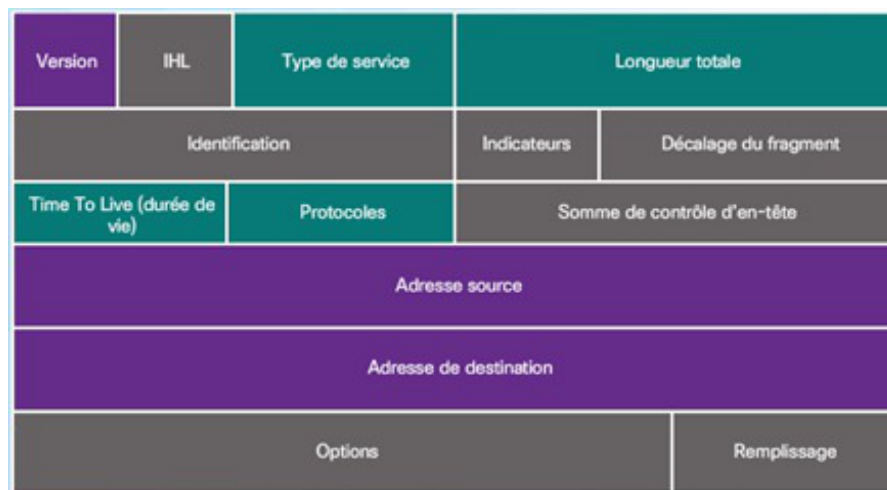 Version
IHL
Type de service
Longueur totale
Identification
Indicateurs
Décalage du fragment
Time To Live (durée de
vie)
Protocoles
Somme de contrôle d'en-tête
Adresse source
Adresse de destination
Options
Remplissage